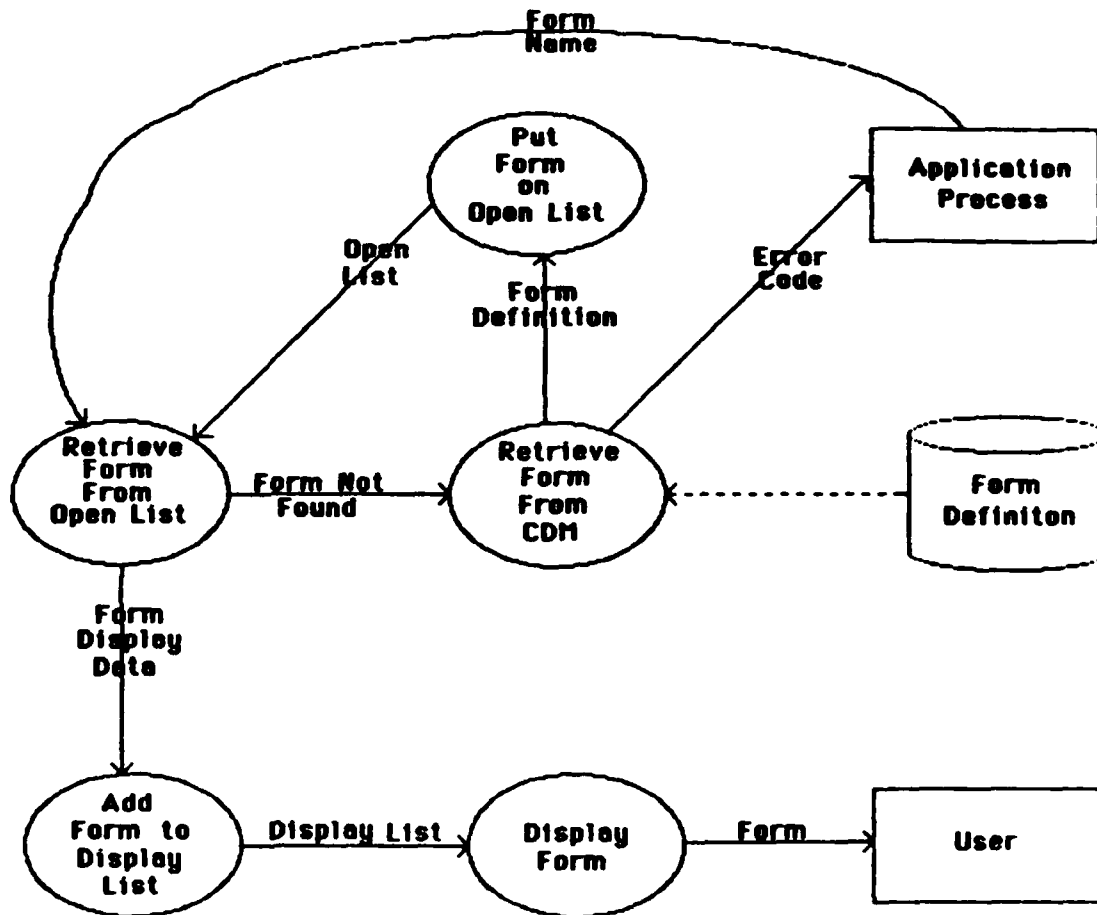 Form
Name
Put
Form
on
Open List
Application
Process
Open
List
Form
Definition
Error
Code
Retrieve
Form
From
Open List
Form Not
Found
Retrieve
Form
From
CDM
Form
Definiton
Form
Display
Data
Add
Form to
Display
List
Display List
Display
Form
Form
User